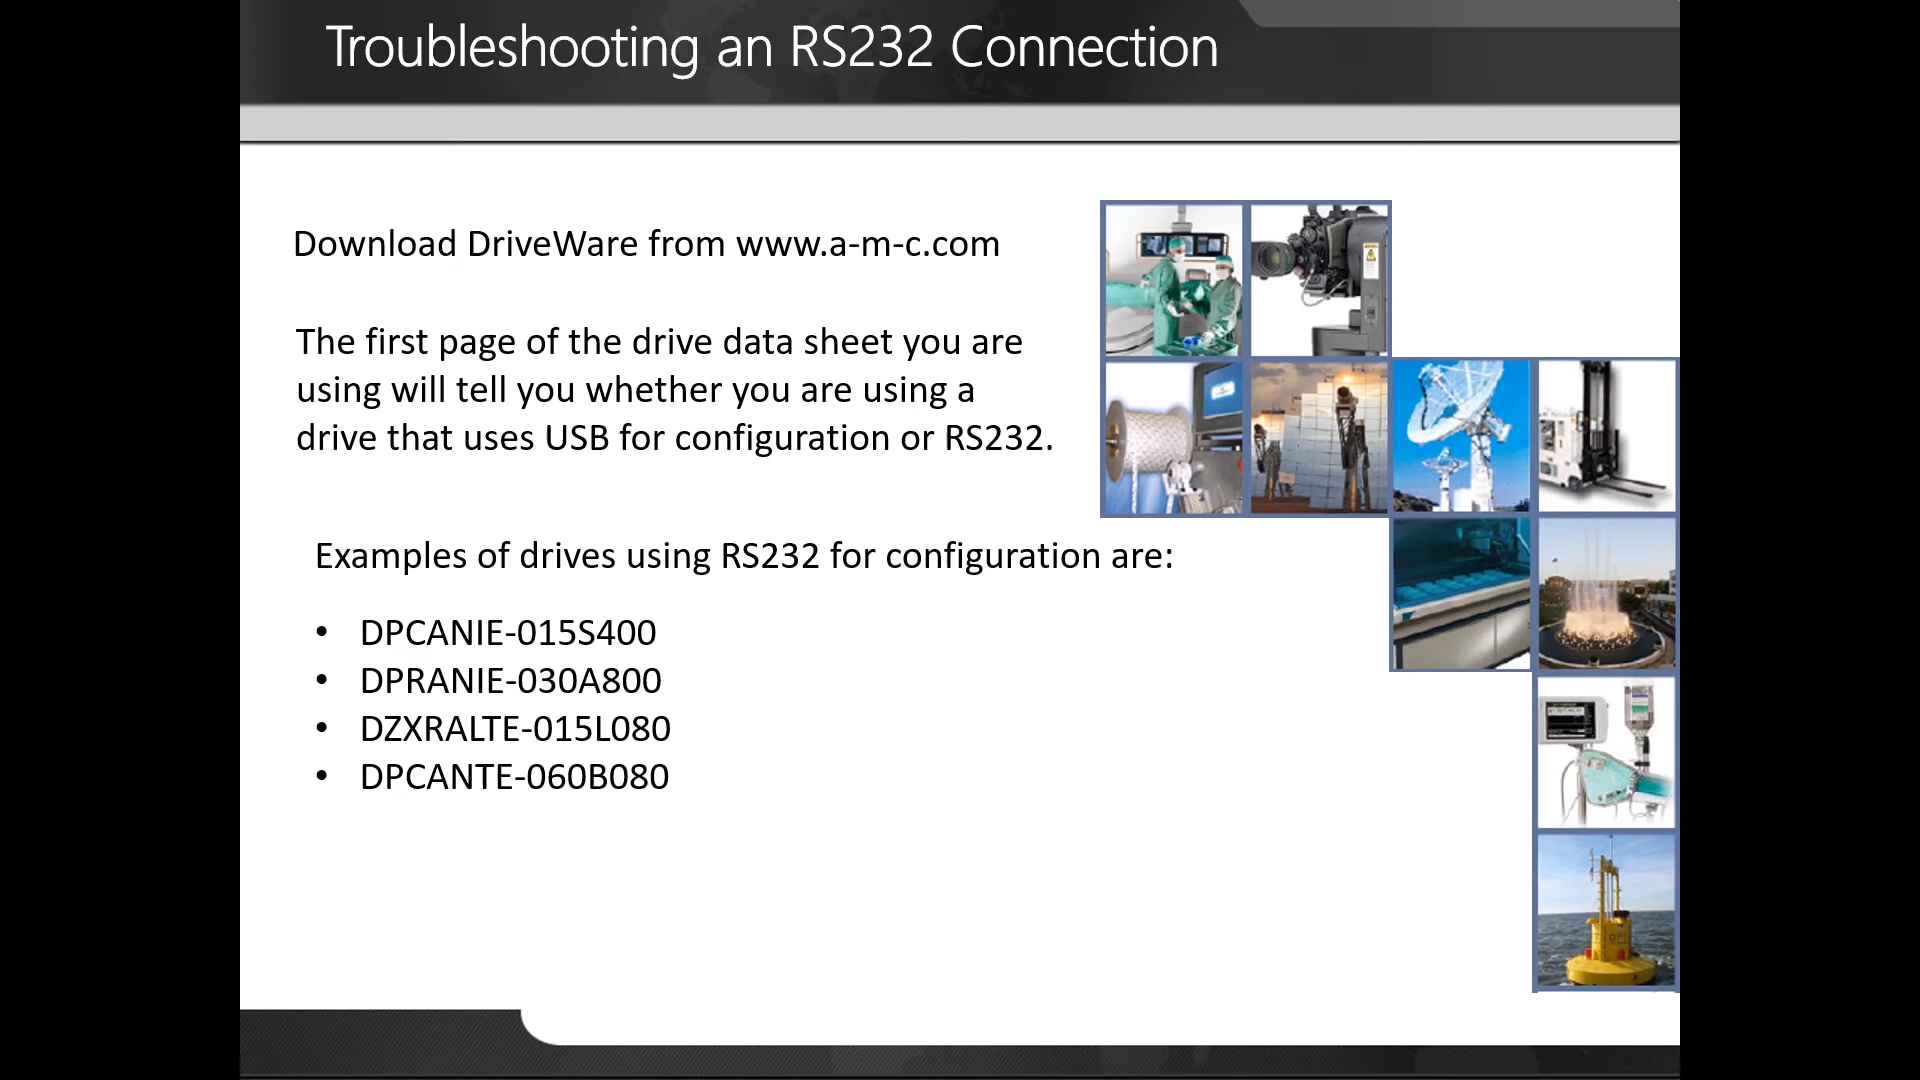 Troubleshooting an RS232 Connection
Download DriveWare from www.a-m-c.com
The first page of the drive data sheet you are
using will tell you whether you are using a
drive that uses USB for configuration or RS232.
Examples of drives using RS232 for configuration are:
• DPCANIE-015S400
• DPRANIE-030A800
• DZXRALTE-015L080
• DPCANTE-060B080